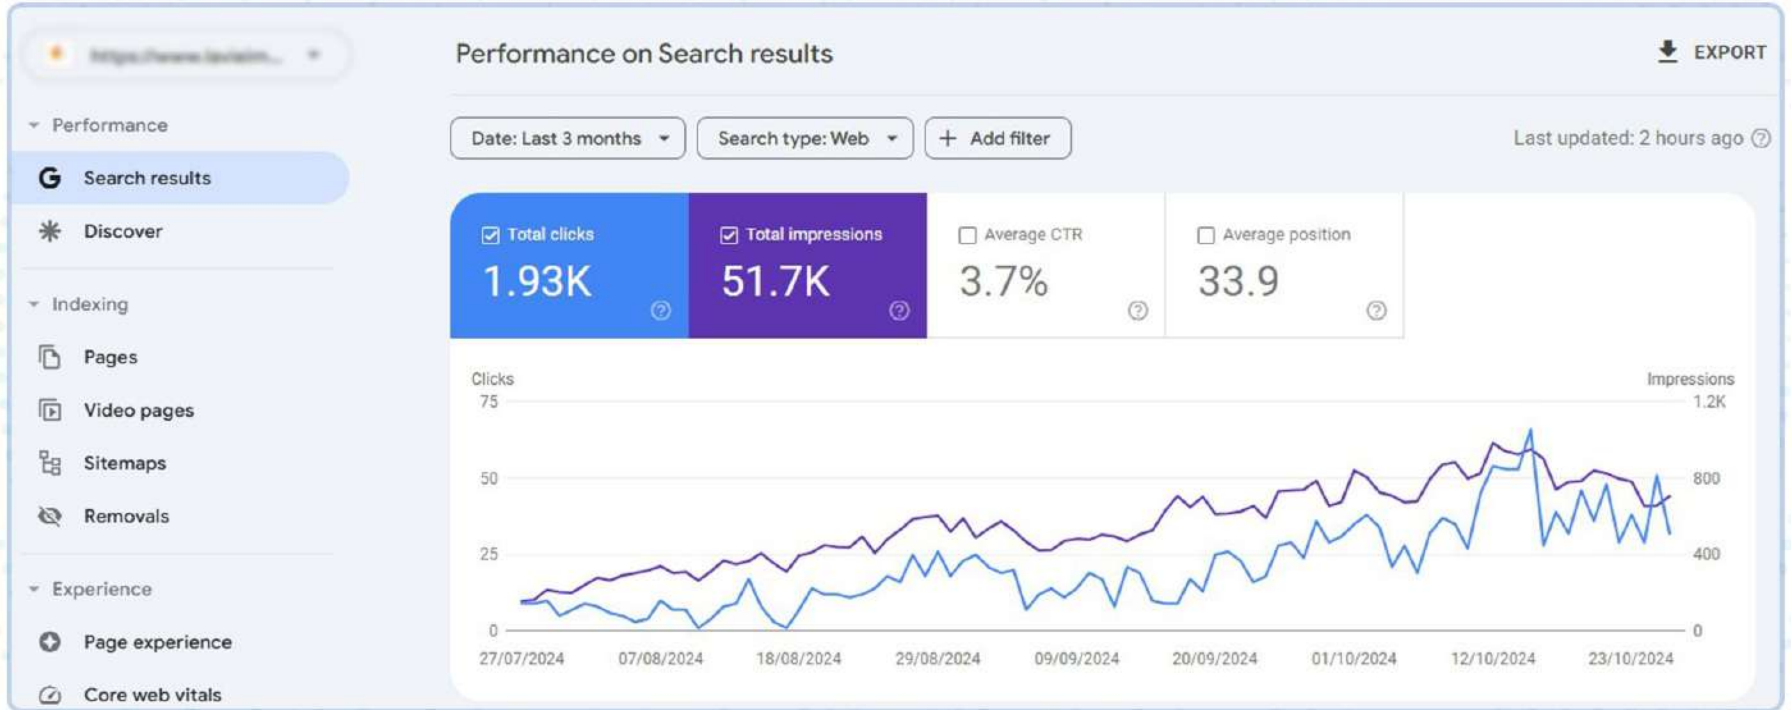 Performance on Search results
EXPORT
Performance
Search results
Discover
Indexing
Pages
Video pages
Sitemaps
Removals
Experience
Page experience
Core web vitals
Date: Last 3 months
Search type: Web
+ Add filter
Last updated: 2 hours ago
Total clicks
1.93K
Total impressions
51.7K
Average CTR
3.7%
Average position
33.9
Clicks
75
50
25
0
Impressions
1.2K
800
400
0
27/07/2024
07/08/2024
18/08/2024
29/08/2024
09/09/2024
20/09/2024
01/10/2024
12/10/2024
23/10/2024